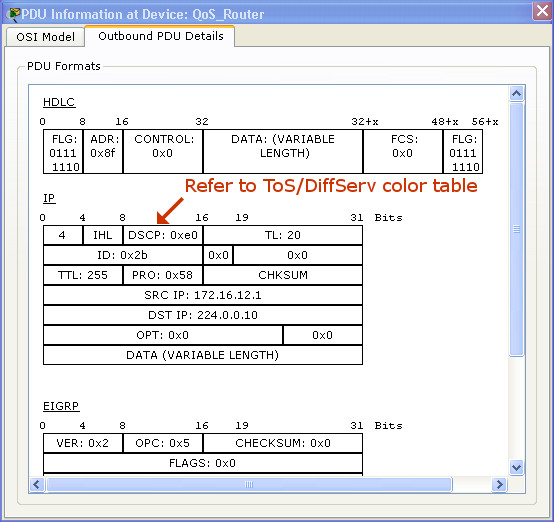 PDU Information at Device: QoS_Router
OSI Model Outbound PDU Details
PDU Formats
HDLC
0 8 16 32 32+x 48+x 56+x
FLG: 0111 1110 ADR: 0x8f CONTROL: 0x0 DATA: (VARIABLE LENGTH) FCS: 0x0 FLG: 0111 1110
Refer to ToS/DiffServ color table
IP
0 4 8 16 19 31 Bits
4 IHL DSCP: 0xe0 TL: 20
ID: 0x2b 0x0 0x0
TTL: 255 PRO: 0x58 CHKSUM
SRC IP: 172.16.12.1
DST IP: 224.0.0.10
OPT: 0x0 0x0
DATA (VARIABLE LENGTH)
EIGRP
0 4 8 16 19 31 Bits
VER: 0x2 OPC: 0x5 CHECKSUM: 0x0
FLAGS: 0x0